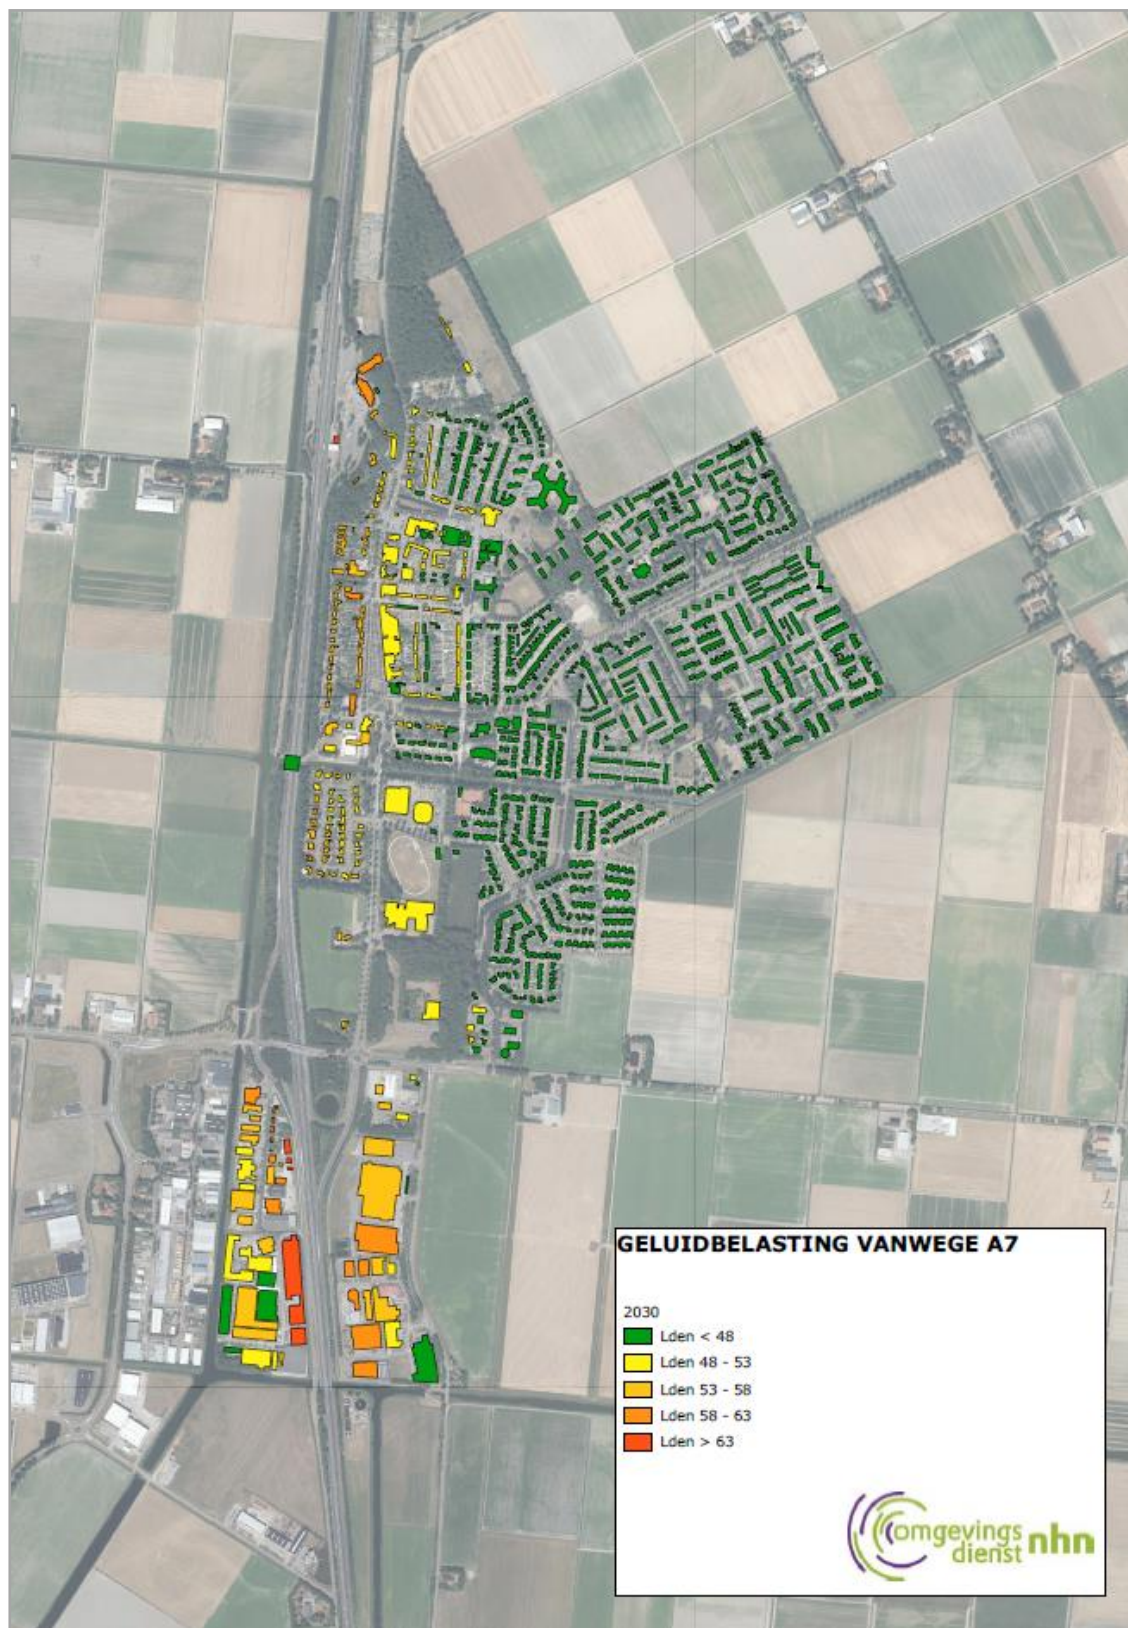 GELUIDBELASTING VANWEGE A7
2030
Lden < 48
Lden 48 - 53
Lden 53 - 58
Lden 58 - 63
Lden > 63
omgevings
dienst nhn